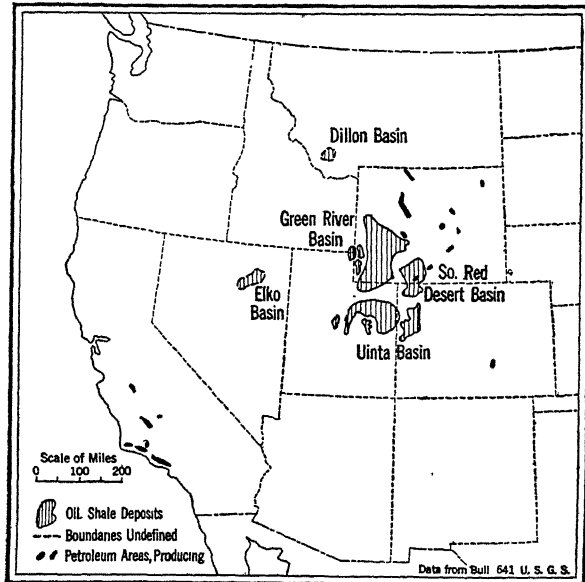 Dillon Basin
Green River
Basin
So. Red
Desert Basin
Elko
Basin
Uinta Basin
Scale of Miles
0 100 200
Oil Shale Deposits
Boundaries Undefined
Petroleum Areas, Producing
Data from Bull 641 U. S. G. S.